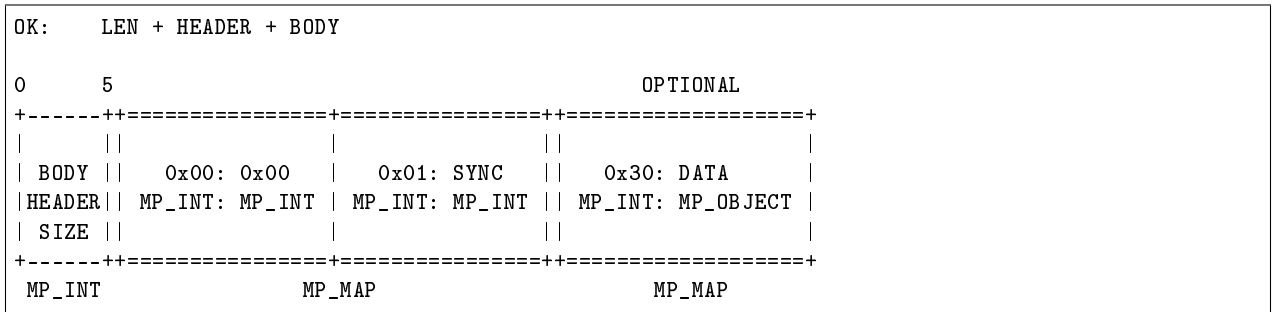 OK:    LEN + HEADER + BODY

0      5                                          OPTIONAL
+------++================+================++===================+
|      ||                |                ||                   |
| BODY ||   0x00: 0x00   |   0x01: SYNC   ||   0x30: DATA      |
|HEADER|| MP_INT: MP_INT | MP_INT: MP_INT || MP_INT: MP_OBJECT |
| SIZE ||                |                ||                   |
+------++================+================++===================+
 MP_INT                MP_MAP                      MP_MAP